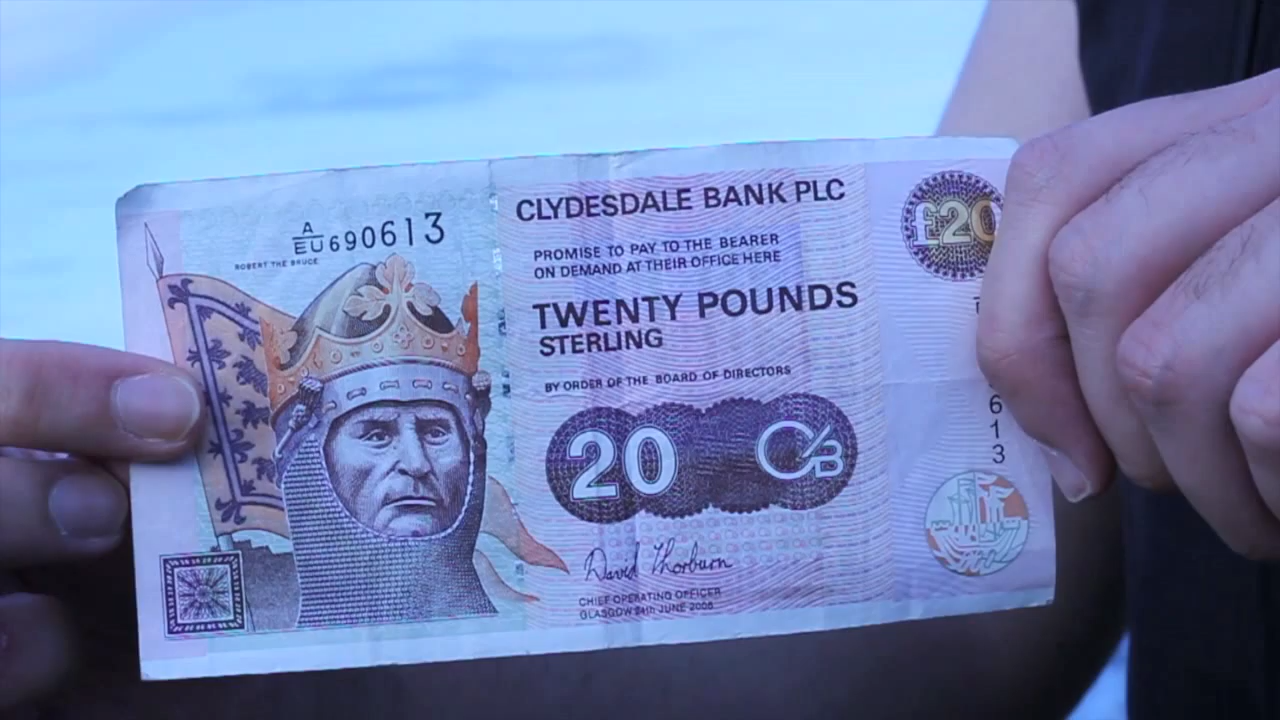 A
EU690613
ROBERT THE BRUCE
CLYDESDALE BANK PLC
PROMISE TO PAY TO THE BEARER
ON DEMAND AT THEIR OFFICE HERE
TWENTY POUNDS
STERLING
BY ORDER OF THE BOARD OF DIRECTORS
20 CB
David Thorburn
CHIEF OPERATING OFFICER
GLASGOW 24th JUNE 2006
£20
6
1
3